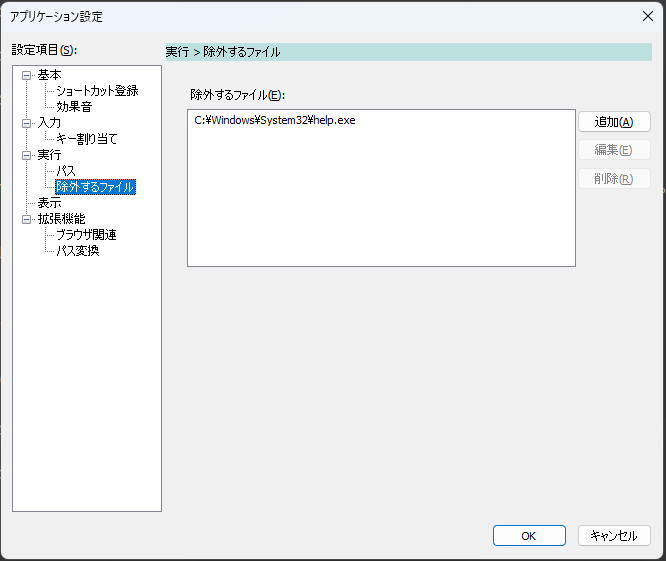 アプリケーション設定
設定項目(S):
基本
ショートカット登録
効果音
入力
キー割り当て
実行
パス
除外するファイル
表示
拡張機能
ブラウザ関連
パス変換
実行 > 除外するファイル
除外するファイル(E):
C:¥Windows¥System32¥help.exe
追加(A)
編集(E)
削除(R)
OK
キャンセル